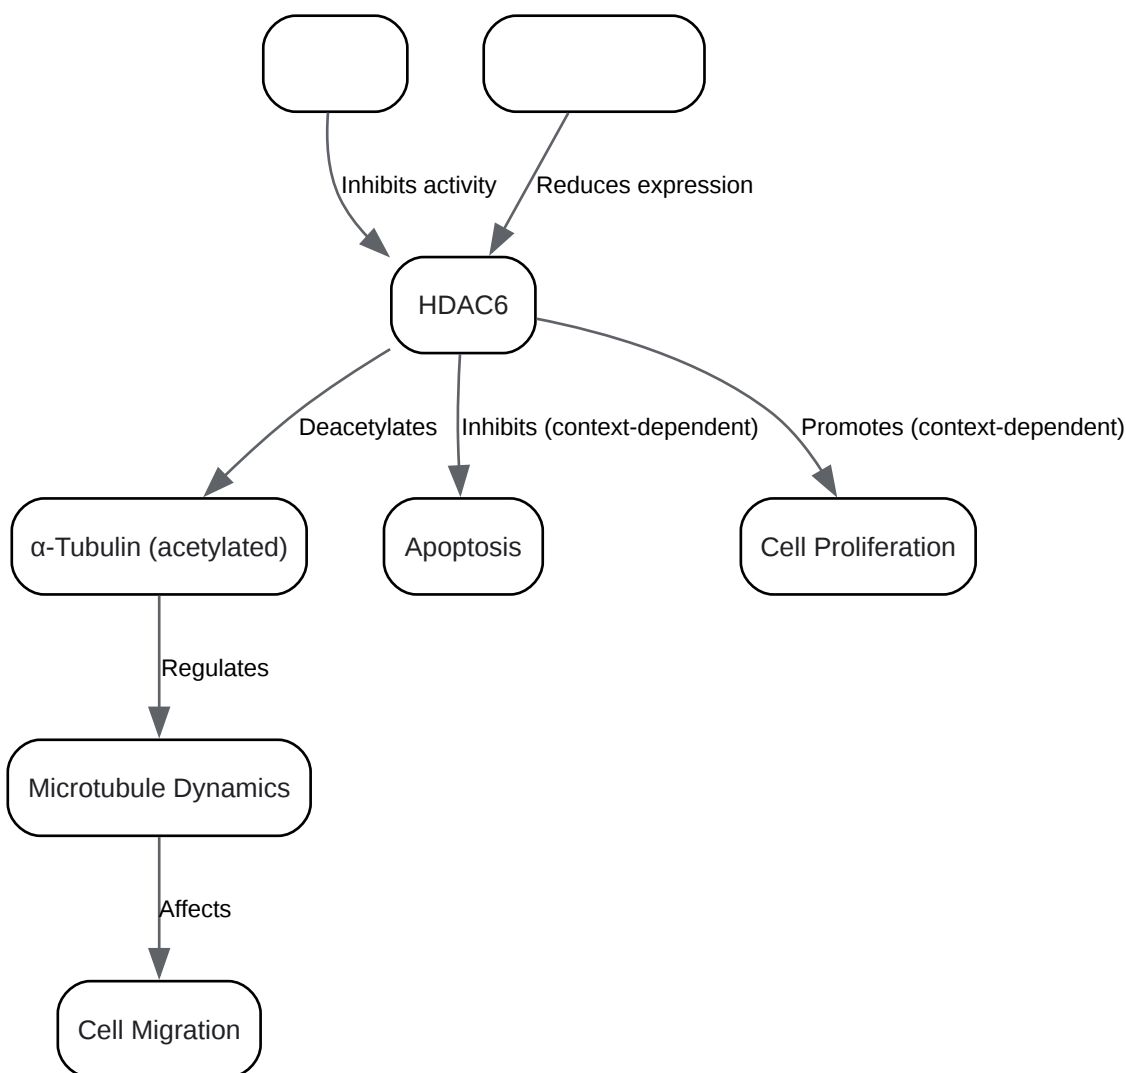 Inhibits activity
Reduces expression
HDAC6
Deacetylates
Inhibits (context-dependent)
Promotes (context-dependent)
α-Tubulin (acetylated)
Apoptosis
Cell Proliferation
Regulates
Microtubule Dynamics
Affects
Cell Migration